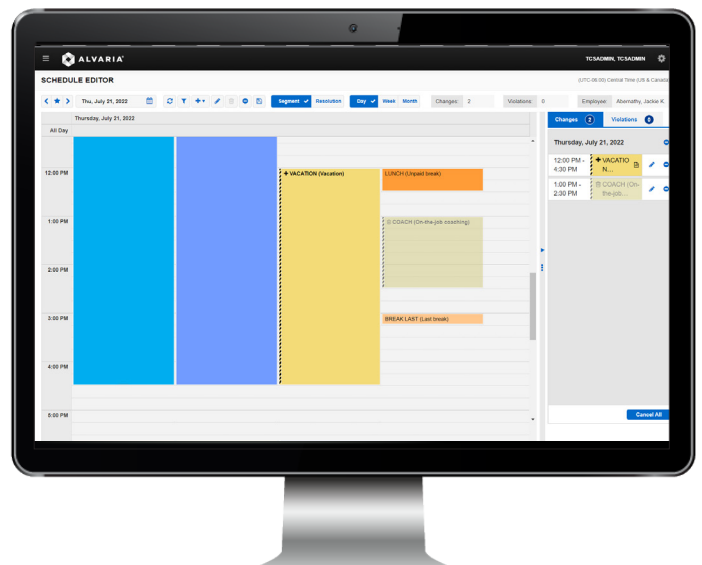 ALVARIA
TCSADMIN, TCSADMIN
SCHEDULE EDITOR
(UTC-06:00) Central Time (US & Canada)
Thu, July 21, 2022
Segment
Resolution
Day
Week
Month
Changes: 2
Violations: 0
Employee: Abernathy, Jackie K.
Thursday, July 21, 2022
All Day
12:00 PM
1:00 PM
2:00 PM
3:00 PM
4:00 PM
5:00 PM
+ VACATION (Vacation)
LUNCH (Unpaid break)
COACH (On-the-job coaching)
BREAK LAST (Last break)
Changes 2
Violations 0
Thursday, July 21, 2022
12:00 PM -
4:30 PM
+ VACATIO
N...
1:00 PM -
2:30 PM
COACH (On-
the-job...
Cancel All